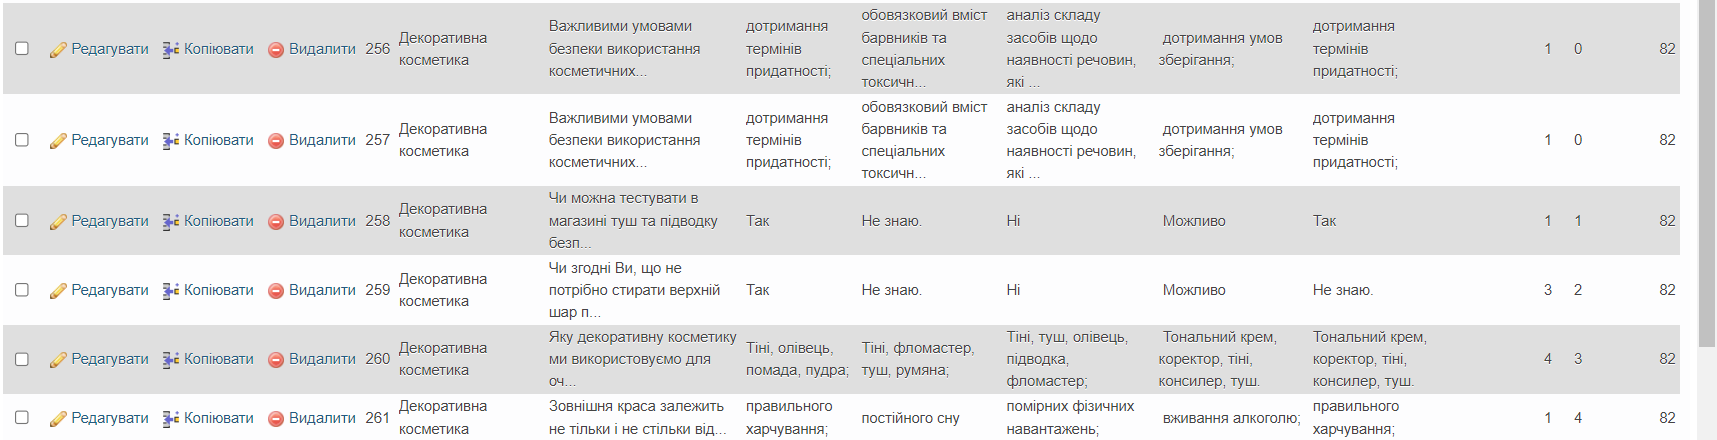 Редагувати Копіювати Видалити 256 Декоративна косметика Важливими умовами безпеки використання косметичних... дотримання термінів придатності; обовязковий вміст барвників та спеціальних токсичн... аналіз складу засобів щодо наявності речовин, які ... дотримання умов зберігання; дотримання термінів придатності; 1 0 82
Редагувати Копіювати Видалити 257 Декоративна косметика Важливими умовами безпеки використання косметичних... дотримання термінів придатності; обовязковий вміст барвників та спеціальних токсичн... аналіз складу засобів щодо наявності речовин, які ... дотримання умов зберігання; дотримання термінів придатності; 1 0 82
Редагувати Копіювати Видалити 258 Декоративна косметика Чи можна тестувати в магазині туш та підводку безп... Так Не знаю. Ні Можливо Так 1 1 82
Редагувати Копіювати Видалити 259 Декоративна косметика Чи згодні Ви, що не потрібно стирати верхній шар п... Так Не знаю. Ні Можливо Не знаю. 3 2 82
Редагувати Копіювати Видалити 260 Декоративна косметика Яку декоративну косметику ми використовуємо для оч... Тіні, олівець, помада, пудра; Тіні, фломастер, туш, румяна; Тіні, туш, олівець, підводка, фломастер; Тональний крем, коректор, тіні, консилер, туш. Тональний крем, коректор, тіні, консилер, туш. 4 3 82
Редагувати Копіювати Видалити 261 Декоративна косметика Зовнішня краса залежить не тільки і не стільки від... правильного харчування; постійного сну помірних фізичних навантажень; вживання алкоголю; правильного харчування; 1 4 82